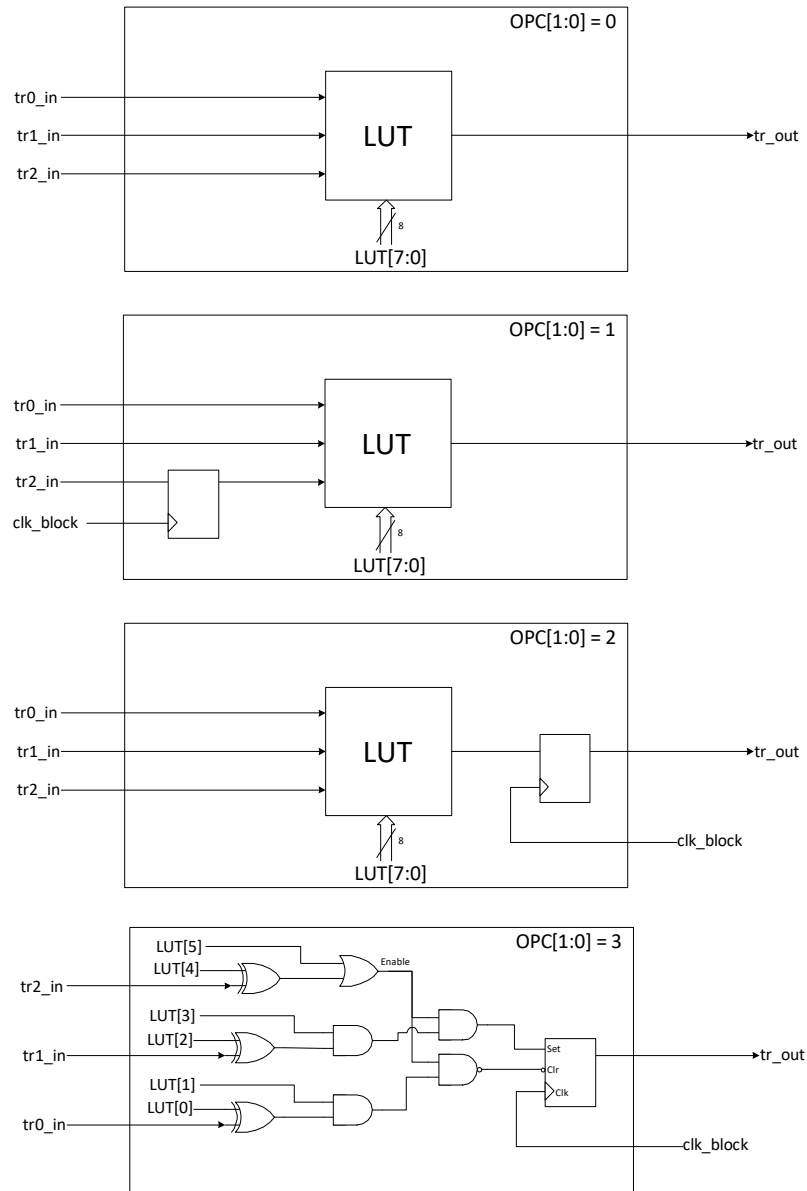 OPC[1:0] = 0
tr0_in
tr1_in
tr2_in
LUT
tr_out
8
LUT[7:0]
OPC[1:0] = 1
tr0_in
tr1_in
tr2_in
clk_block
LUT
tr_out
8
LUT[7:0]
OPC[1:0] = 2
tr0_in
tr1_in
tr2_in
LUT
tr_out
clk_block
8
LUT[7:0]
OPC[1:0] = 3
LUT[5]
Enable
LUT[4]
tr2_in
LUT[3]
LUT[2]
tr1_in
LUT[1]
LUT[0]
tr0_in
Set
Clr
Clk
tr_out
clk_block